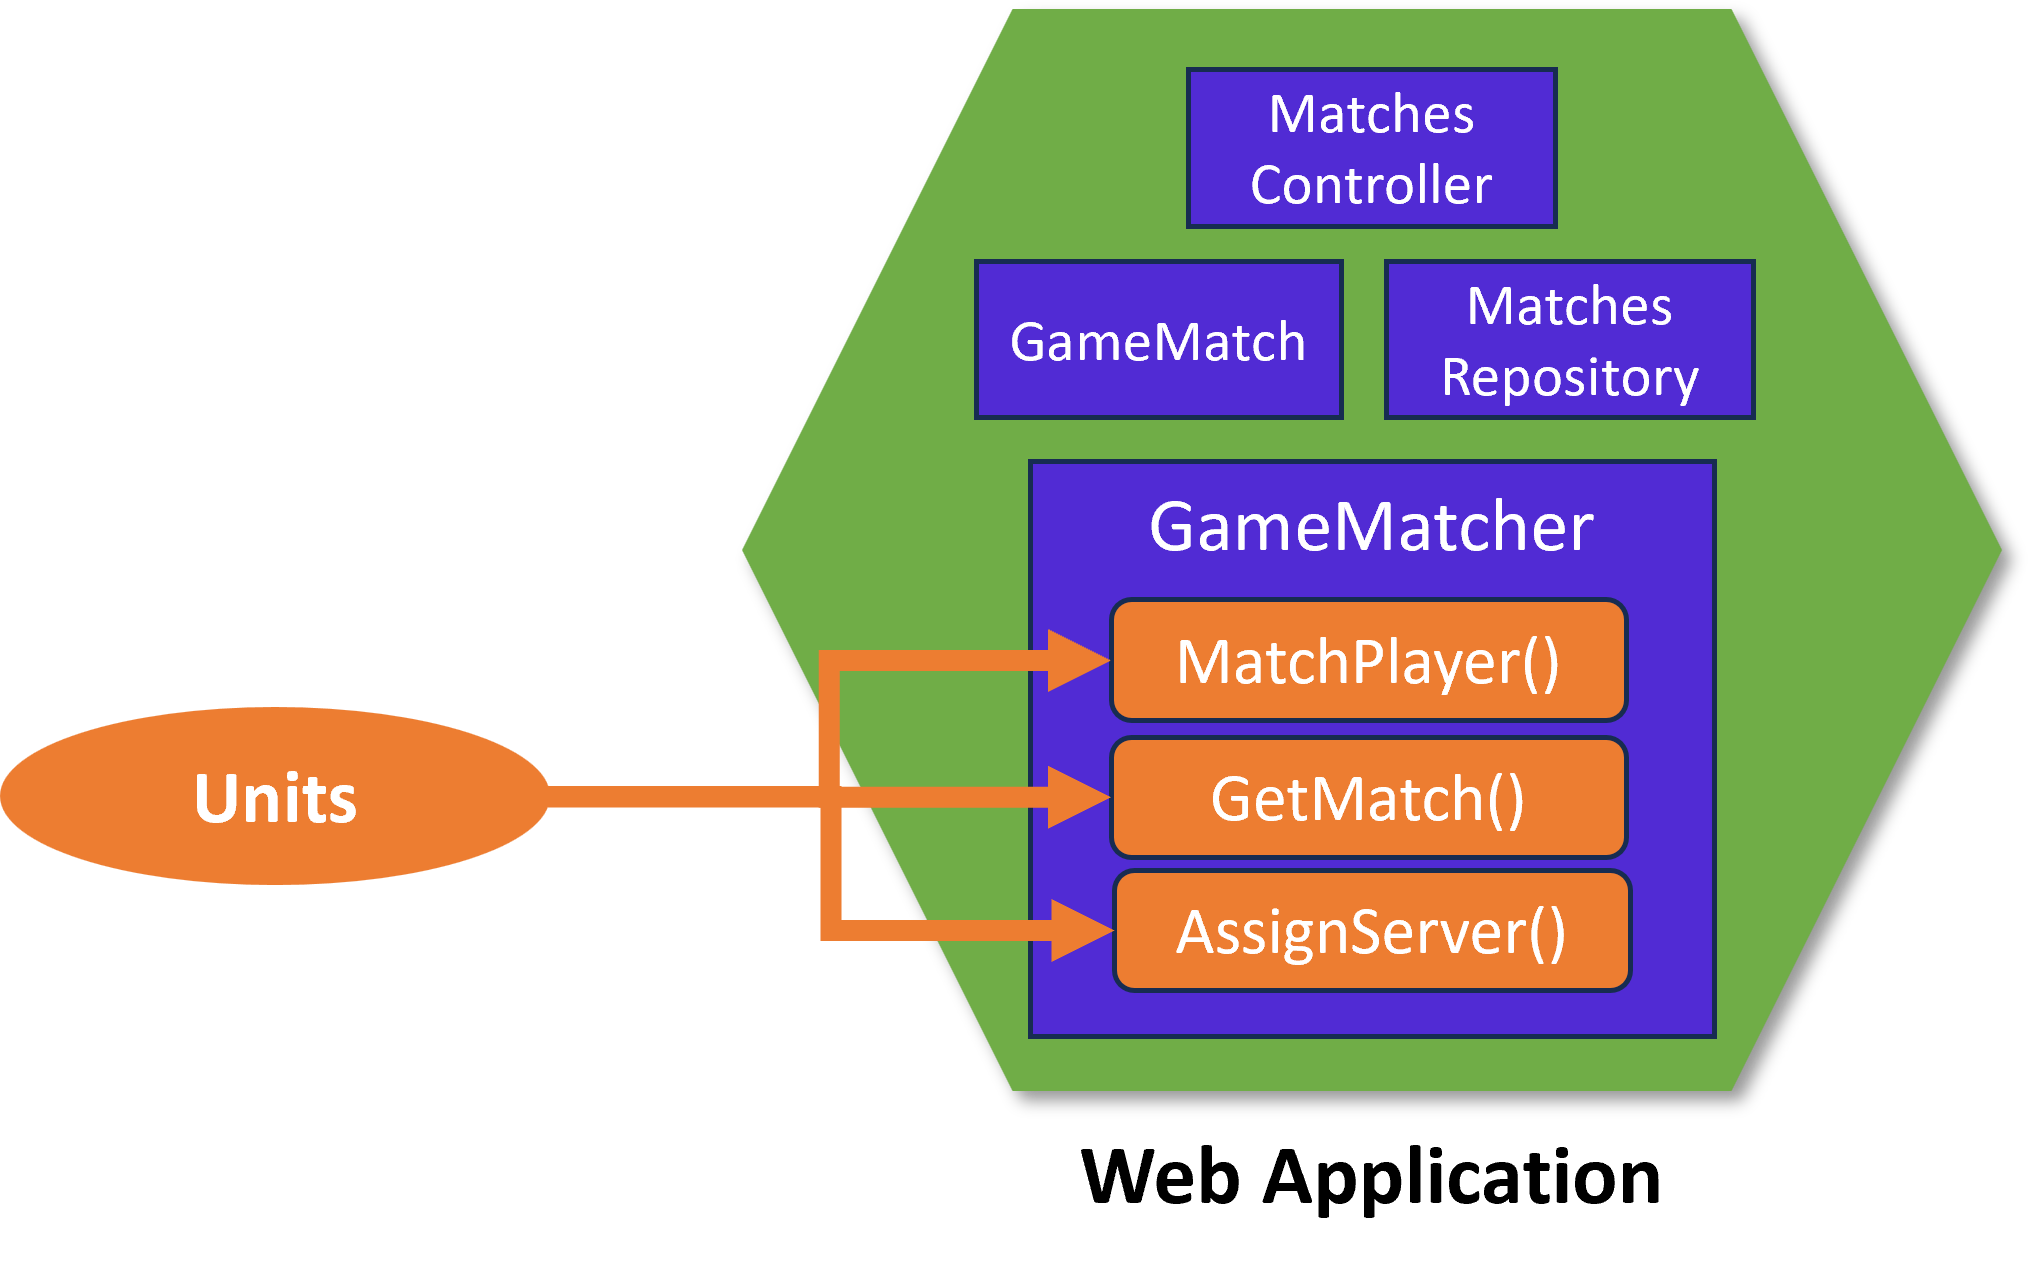 Matches
Controller
GameMatch
Matches
Repository
GameMatcher
MatchPlayer()
GetMatch()
AssignServer()
Units
Web Application